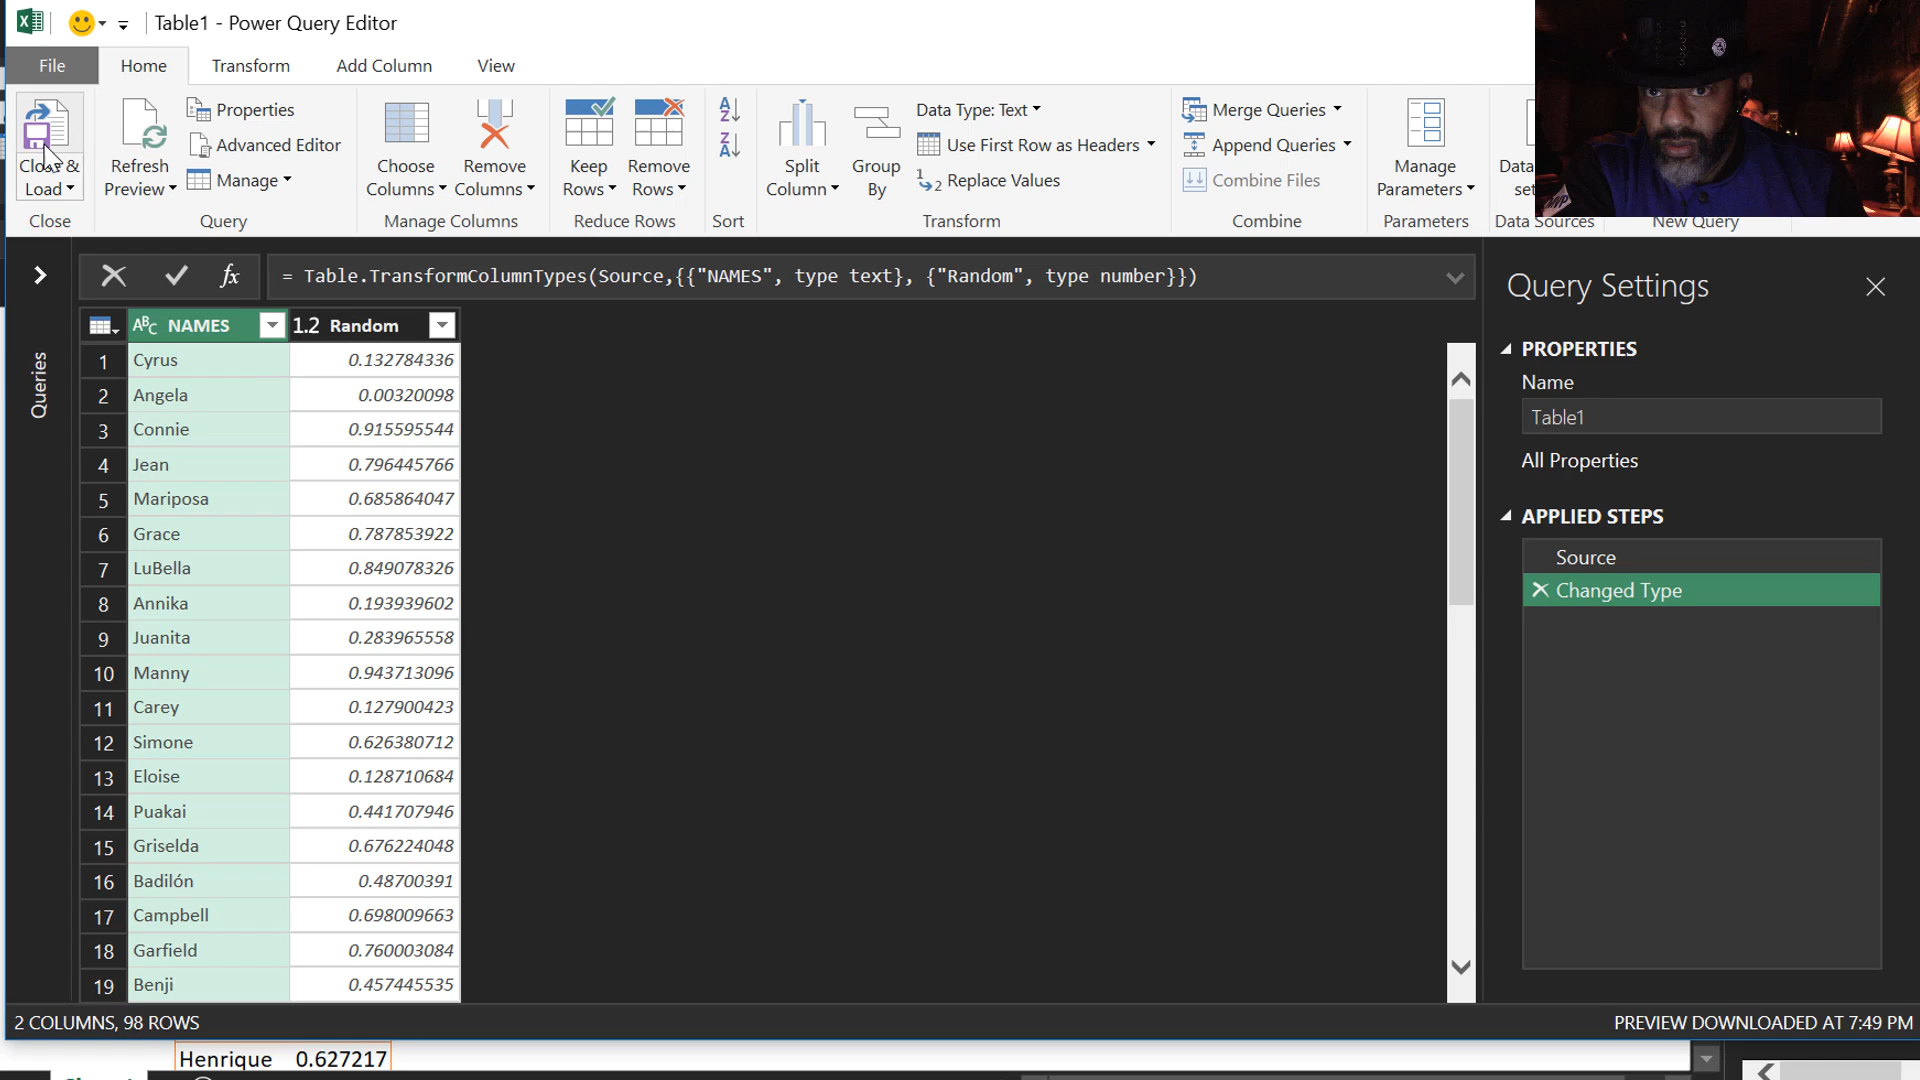 Table1 - Power Query Editor
File
Home
Transform
Add Column
View
Close &
Load
Refresh
Preview
Properties
Advanced Editor
Manage
Choose
Columns
Remove
Columns
Keep
Rows
Remove
Rows
Split
Column
Group
By
Data Type: Text
Use First Row as Headers
Replace Values
Merge Queries
Append Queries
Combine Files
Manage
Parameters
Close
Query
Manage Columns
Reduce Rows
Sort
Transform
Combine
Parameters
Data Sources
New Query
= Table.TransformColumnTypes(Source,{{"NAMES", type text}, {"Random", type number}})
Queries
NAMES 1.2 Random
1 Cyrus 0.132784336
2 Angela 0.00320098
3 Connie 0.915595544
4 Jean 0.796445766
5 Mariposa 0.685864047
6 Grace 0.787853922
7 LuBella 0.849078326
8 Annika 0.193939602
9 Juanita 0.283965558
10 Manny 0.943713096
11 Carey 0.127900423
12 Simone 0.626380712
13 Eloise 0.128710684
14 Puakai 0.441707946
15 Griselda 0.676224048
16 Badilón 0.48700391
17 Campbell 0.698009663
18 Garfield 0.760003084
19 Benji 0.457445535
Query Settings
PROPERTIES
Name
Table1
All Properties
APPLIED STEPS
Source
Changed Type
2 COLUMNS, 98 ROWS
PREVIEW DOWNLOADED AT 7:49 PM
Henrique 0.627217